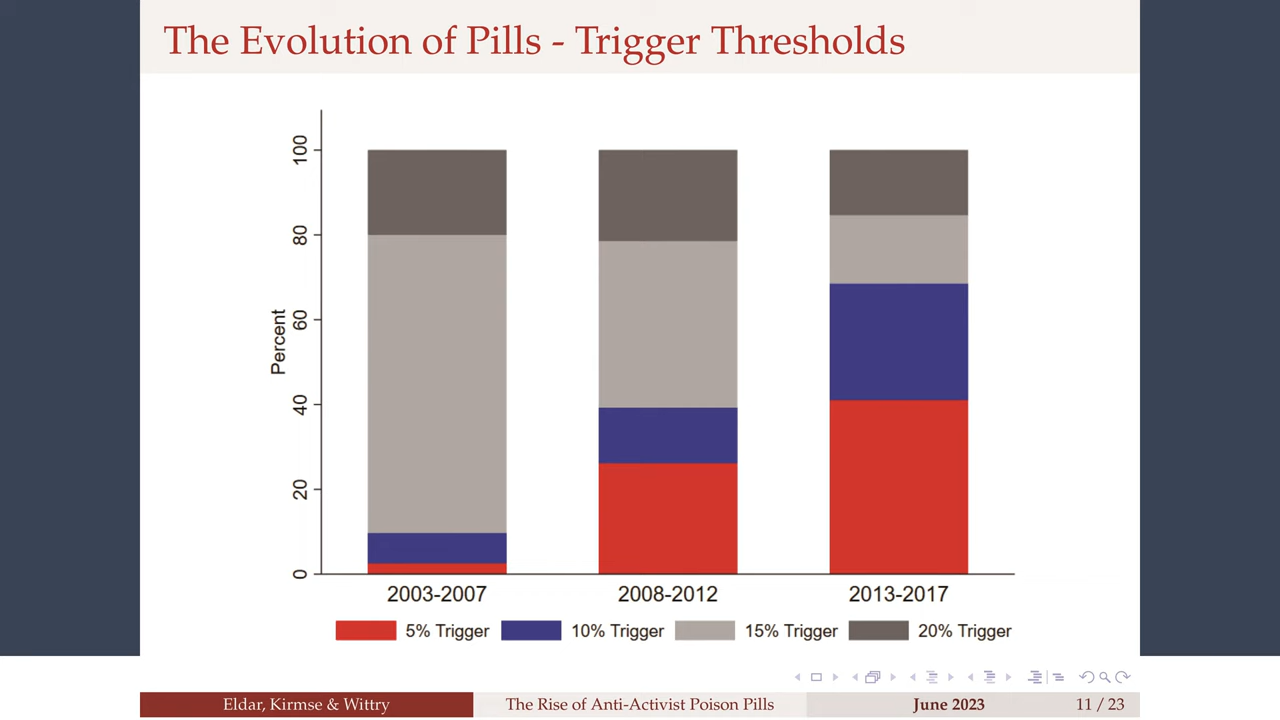 The Evolution of Pills - Trigger Thresholds
100
80
60
40
20
0
Percent
2003-2007 2008-2012 2013-2017
5% Trigger 10% Trigger 15% Trigger 20% Trigger
Eldar, Kirmse & Wittry The Rise of Anti-Activist Poison Pills June 2023 11 / 23